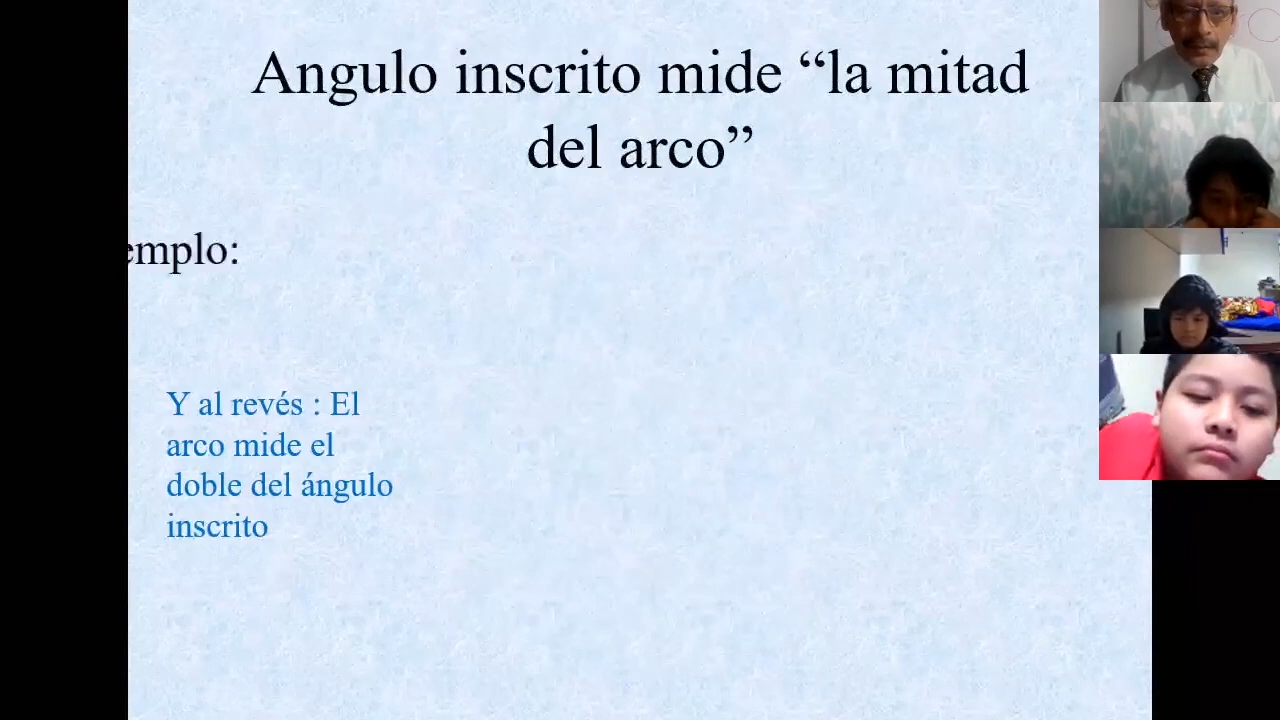 Angulo inscrito mide “la mitad
del arco”
emplo:
Y al revés : El
arco mide el
doble del ángulo
inscrito